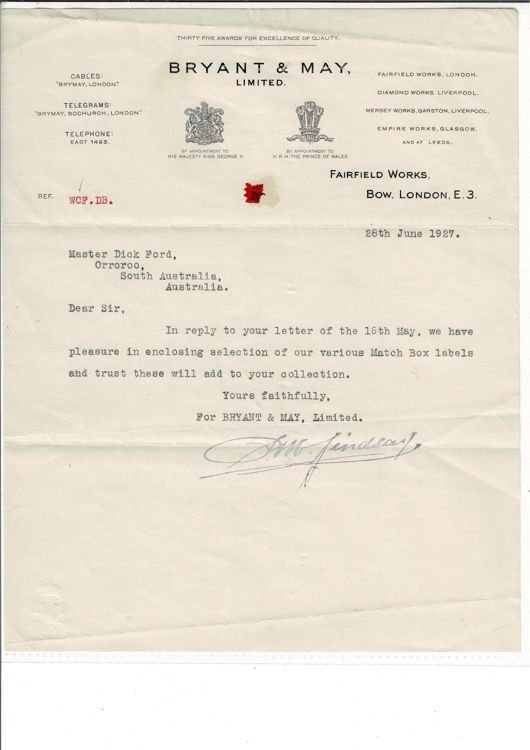 THIRTY FIVE AWARDS FOR EXCELLENCE OF QUALITY.
BRYANT & MAY,
LIMITED.
CABLES:
"BRYMAY, LONDON."
TELEGRAMS:
"BRYMAY, BOCHURCH, LONDON."
TELEPHONE:
EAST 1493.
BY APPOINTMENT TO
HIS MAJESTY KING GEORGE V.
BY APPOINTMENT TO
H.R.H. THE PRINCE OF WALES.
FAIRFIELD WORKS, LONDON.
DIAMOND WORKS, LIVERPOOL.
MERSEY WORKS, GARSTON, LIVERPOOL.
EMPIRE WORKS, GLASGOW.
AND AT LEEDS.
FAIRFIELD WORKS,
BOW, LONDON, E.3.
REF. WCF.DB.
28th June 1927.
Master Dick Ford,
Orroroo,
South Australia,
Australia.
Dear Sir,
In reply to your letter of the 16th May, we have
pleasure in enclosing selection of our various Match Box labels
and trust these will add to your collection.
Yours faithfully,
For BRYANT & MAY, Limited.
Lindsay.